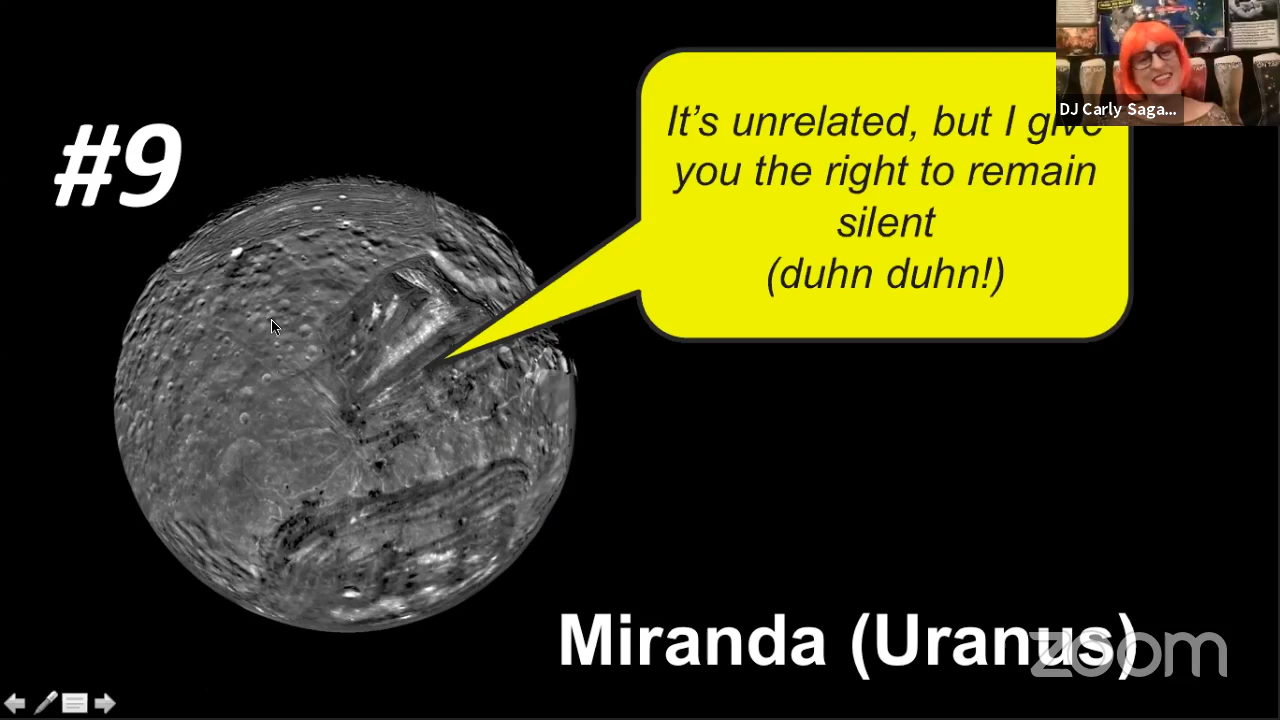 #9
It's unrelated, but I give
you the right to remain
silent
(duhn duhn!)
DJ Carly Saga...
Miranda (Uranus)
zoom